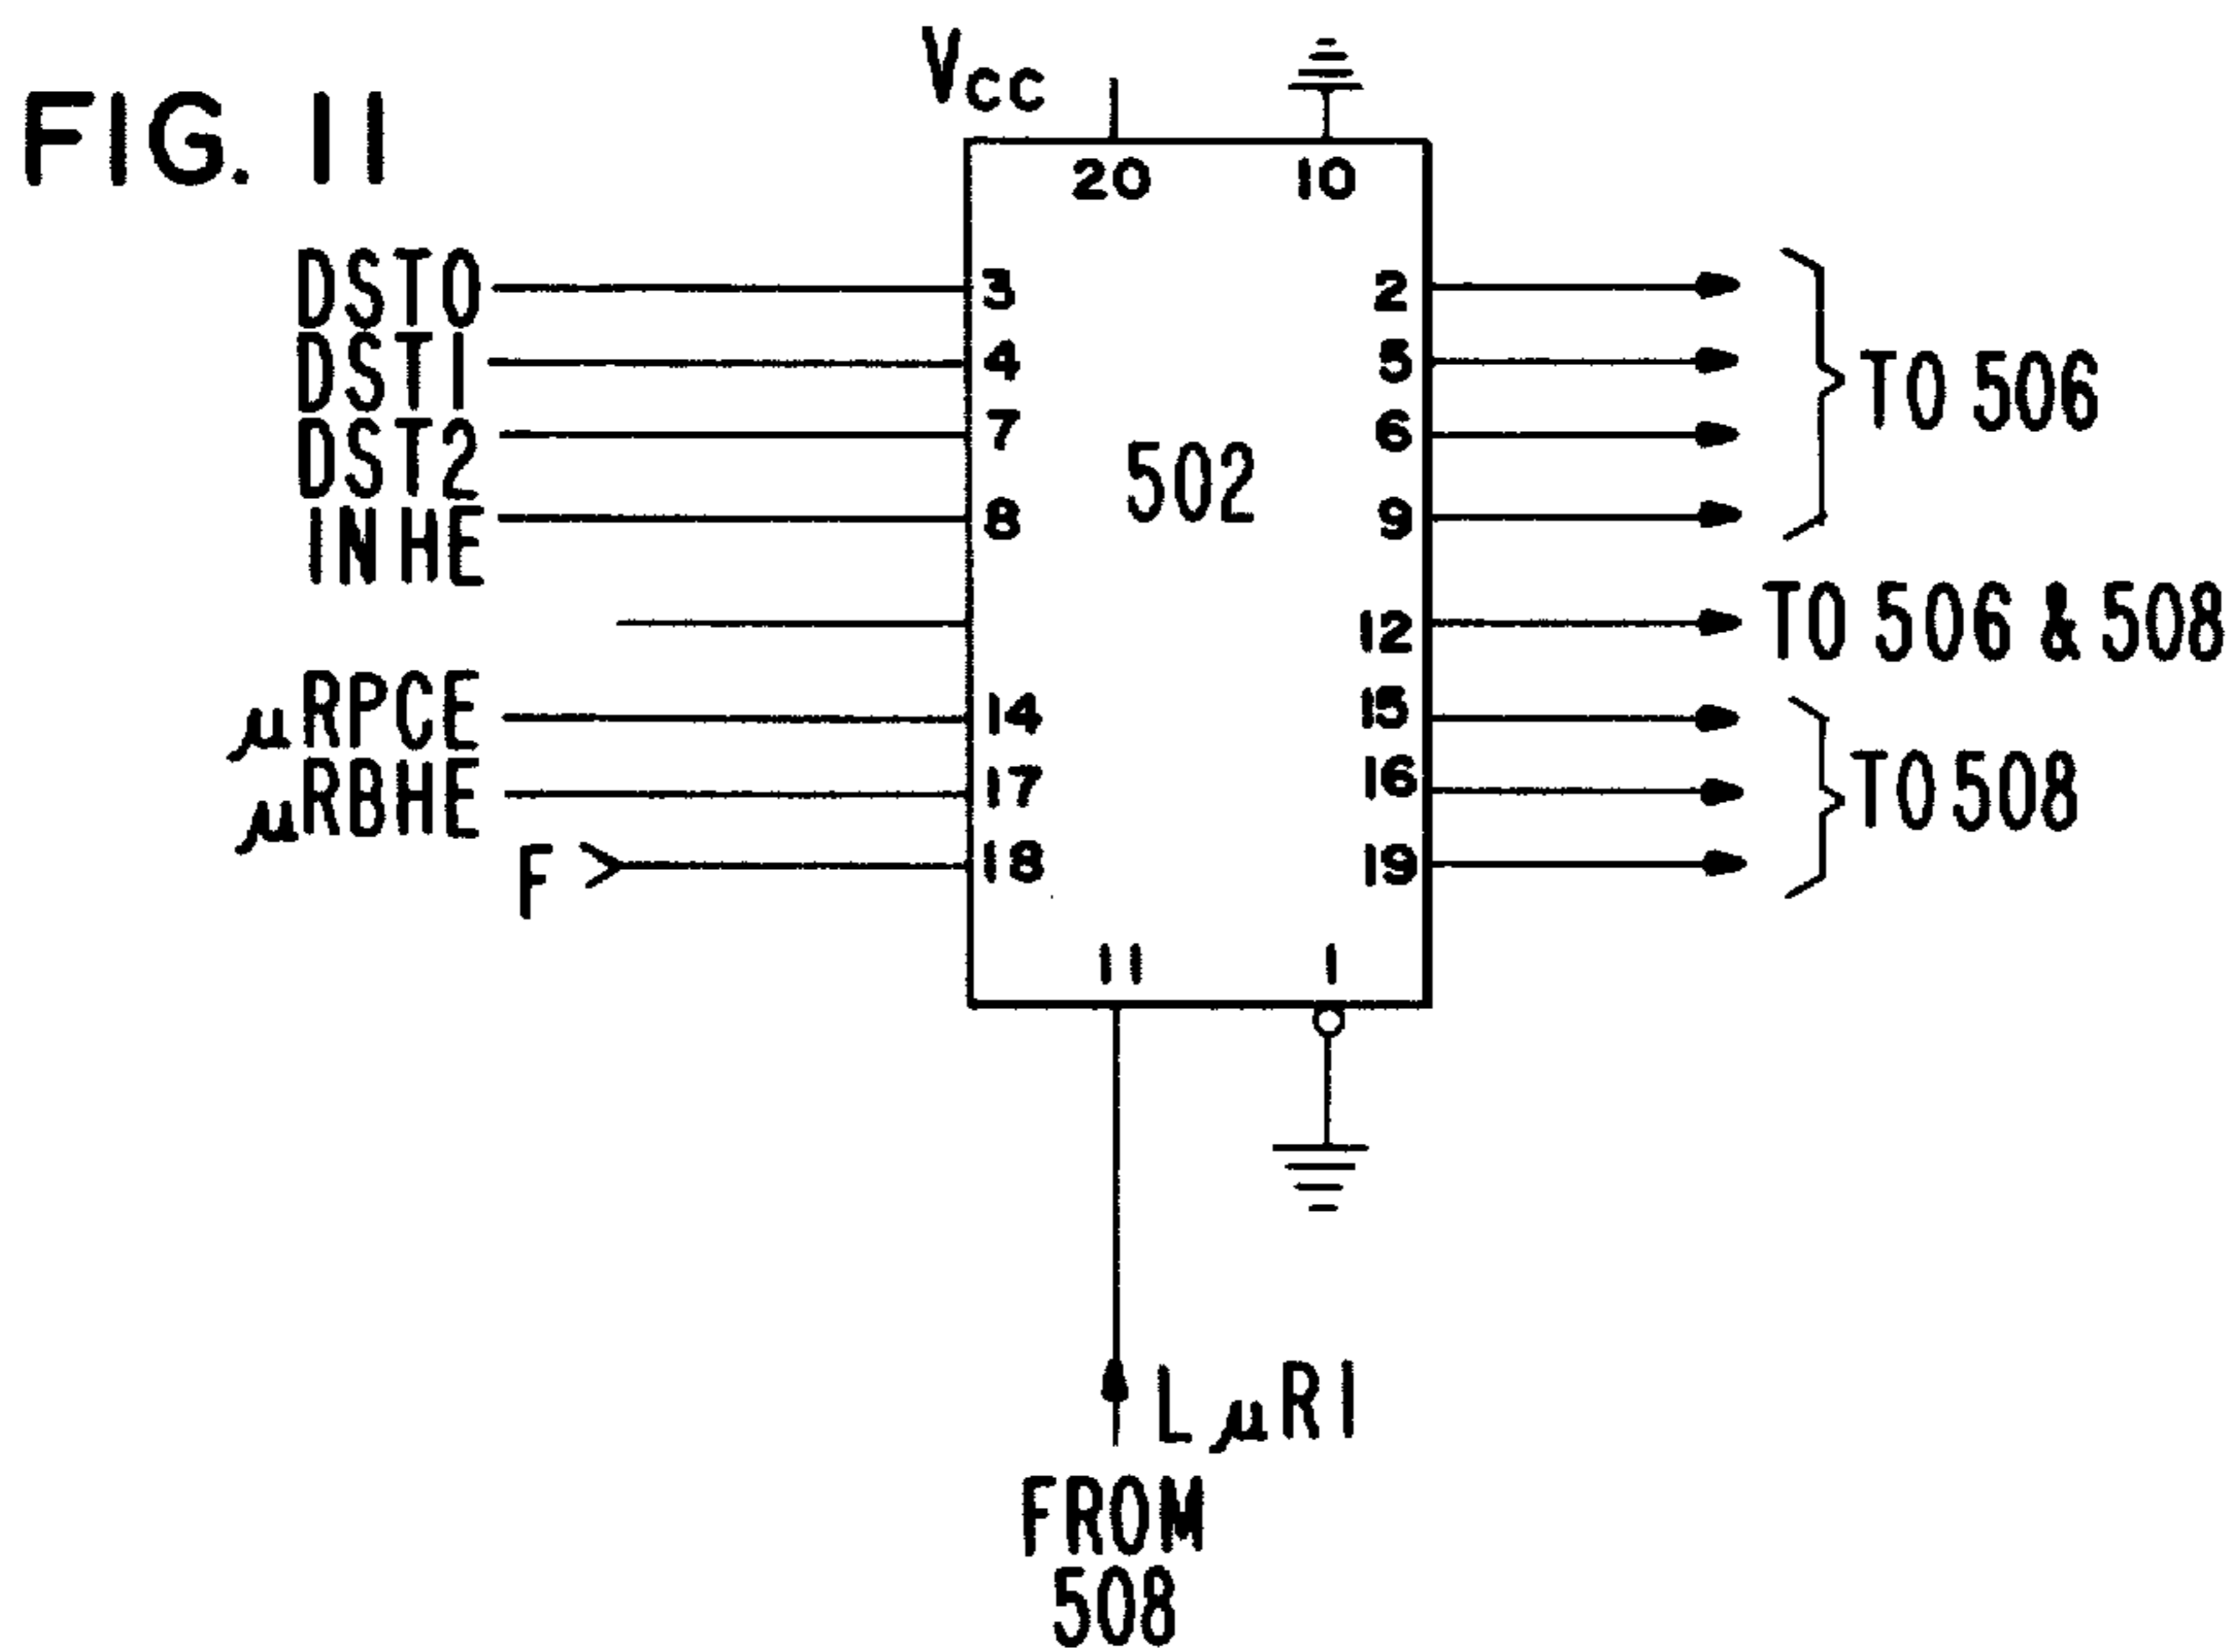 FIG. 11
Vcc
20 10
DST0 3 2
DST1 4 5
TO 506
DST2 7 6
502
INHE 8 9
12 TO 506 & 508
μRPCE 14 15
μRBHE 17 16
TO 508
F 18 19
11 1
LμR1
FROM
508